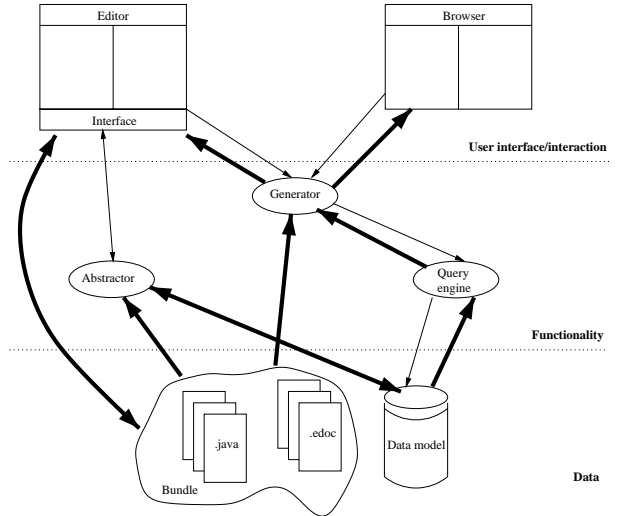 Editor
Browser
Interface
User interface/interaction
Generator
Abstractor
Query
engine
Functionality
.java
.edoc
Data model
Bundle
Data